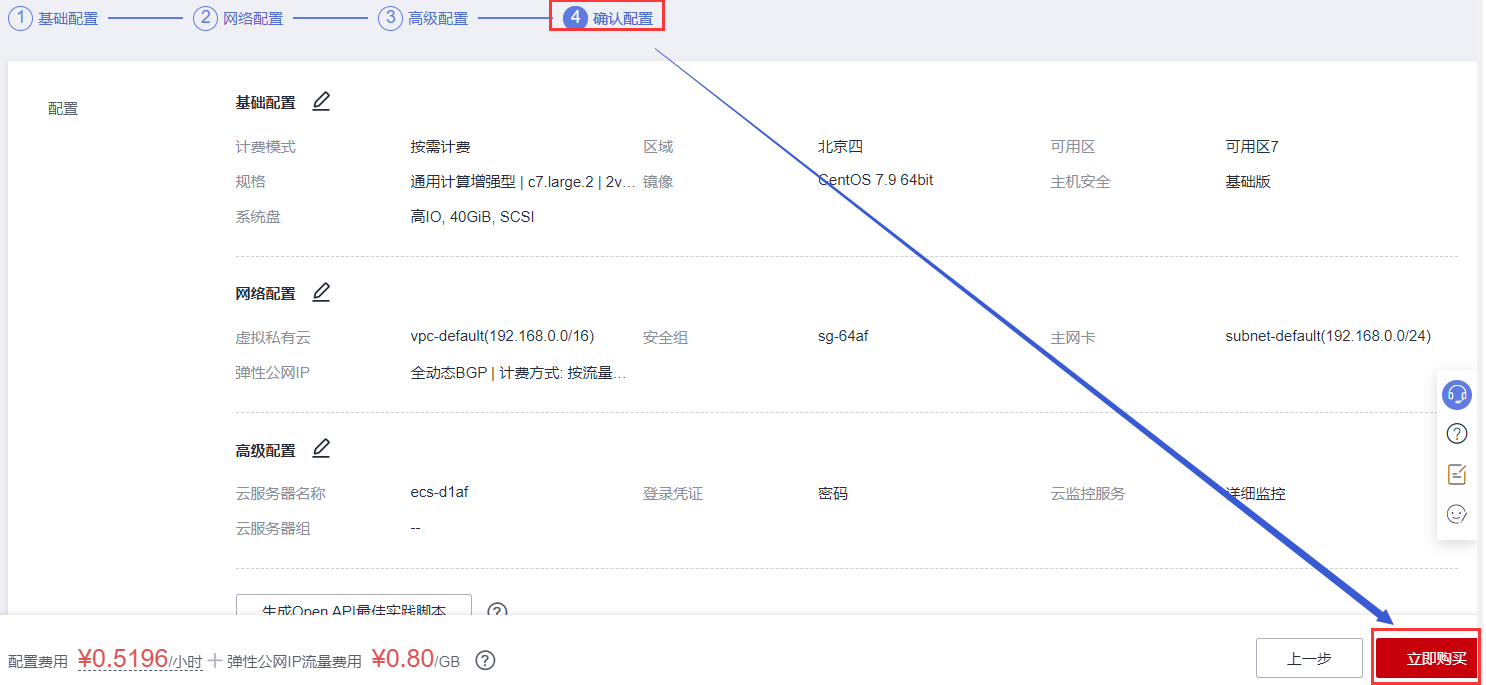 1 基础配置 2 网络配置 3 高级配置 4 确认配置
配置
基础配置
计费模式 按需计费 区域 北京四 可用区 可用区7
规格 通用计算增强型 | c7.large.2 | 2v... 镜像 CentOS 7.9 64bit 主机安全 基础版
系统盘 高IO, 40GiB, SCSI
网络配置
虚拟私有云 vpc-default(192.168.0.0/16) 安全组 sg-64af 主网卡 subnet-default(192.168.0.0/24)
弹性公网IP 全动态BGP | 计费方式: 按流量...
高级配置
云服务器名称 ecs-d1af 登录凭证 密码 云监控服务 详细监控
云服务器组 --
生成Open API最佳实践脚本 ?
配置费用 ¥0.5196/小时 + 弹性公网IP流量费用 ¥0.80/GB ? 上一步 立即购买